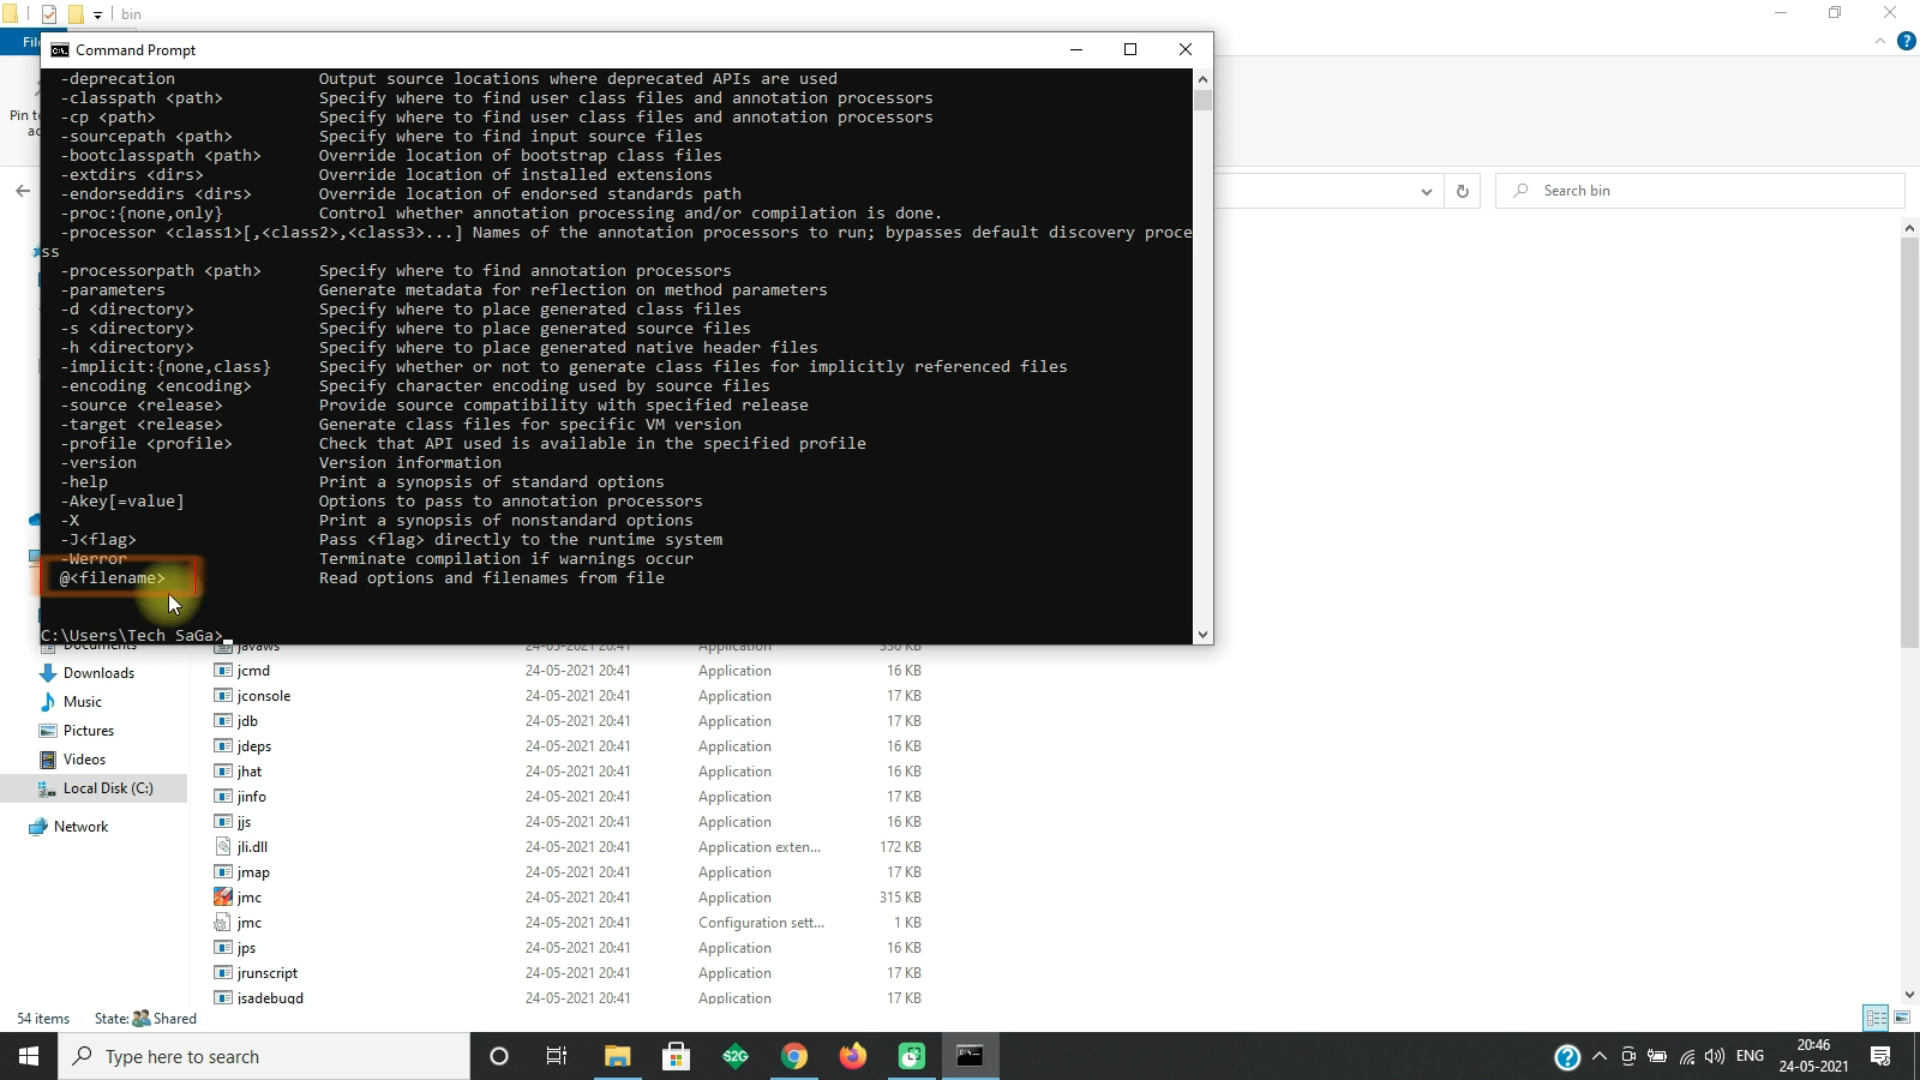 bin
File
Command Prompt
-deprecation Output source locations where deprecated APIs are used
-classpath <path> Specify where to find user class files and annotation processors
-cp <path> Specify where to find user class files and annotation processors
-sourcepath <path> Specify where to find input source files
-bootclasspath <path> Override location of bootstrap class files
-extdirs <dirs> Override location of installed extensions
-endorseddirs <dirs> Override location of endorsed standards path
-proc:{none,only} Control whether annotation processing and/or compilation is done.
-processor <class1>[,<class2>,<class3>...] Names of the annotation processors to run; bypasses default discovery proce
ss
-processorpath <path> Specify where to find annotation processors
-parameters Generate metadata for reflection on method parameters
-d <directory> Specify where to place generated class files
-s <directory> Specify where to place generated source files
-h <directory> Specify where to place generated native header files
-implicit:{none,class} Specify whether or not to generate class files for implicitly referenced files
-encoding <encoding> Specify character encoding used by source files
-source <release> Provide source compatibility with specified release
-target <release> Generate class files for specific VM version
-profile <profile> Check that API used is available in the specified profile
-version Version information
-help Print a synopsis of standard options
-Akey[=value] Options to pass to annotation processors
-X Print a synopsis of nonstandard options
-J<flag> Pass <flag> directly to the runtime system
-Werror Terminate compilation if warnings occur
@<filename> Read options and filenames from file
C:\Users\Tech SaGa>
Pin t
ac
Search bin
Documents javaws 24-05-2021 20:41 Application 336 KB
Downloads jcmd 24-05-2021 20:41 Application 16 KB
Music jconsole 24-05-2021 20:41 Application 17 KB
Pictures jdb 24-05-2021 20:41 Application 17 KB
jdeps 24-05-2021 20:41 Application 16 KB
Videos jhat 24-05-2021 20:41 Application 16 KB
Local Disk (C:) jinfo 24-05-2021 20:41 Application 17 KB
Network jjs 24-05-2021 20:41 Application 16 KB
jli.dll 24-05-2021 20:41 Application exten... 172 KB
jmap 24-05-2021 20:41 Application 17 KB
jmc 24-05-2021 20:41 Application 315 KB
jmc 24-05-2021 20:41 Configuration sett... 1 KB
jps 24-05-2021 20:41 Application 16 KB
jrunscript 24-05-2021 20:41 Application 17 KB
jsadebugd 24-05-2021 20:41 Application 17 KB
54 items State: Shared
Type here to search
S2G
ENG
20:46
24-05-2021